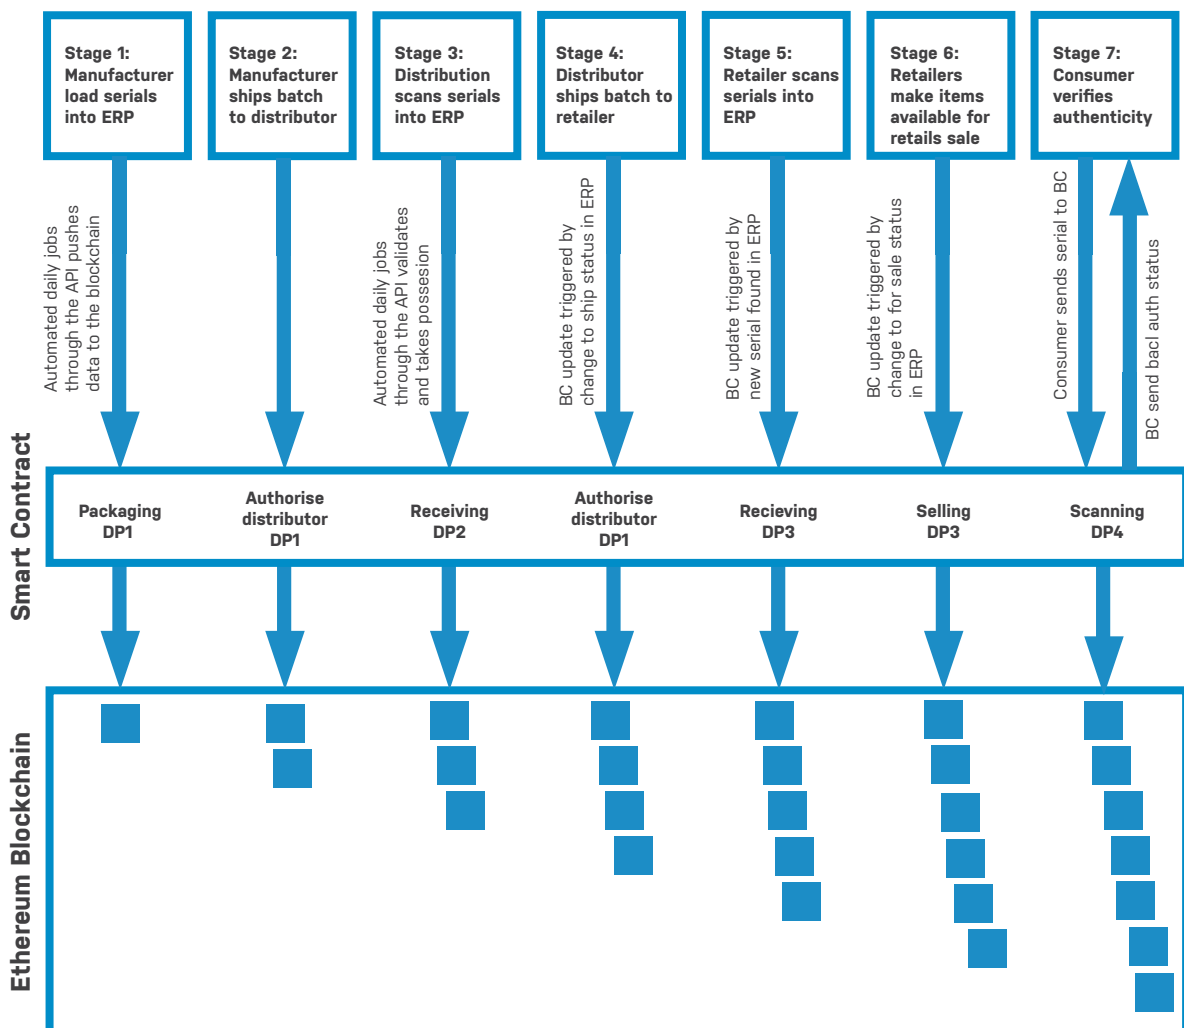 Stage 1:
Manufacturer
load serials
into ERP
Stage 2:
Manufacturer
ships batch
to distributor
Stage 3:
Distribution
scans serials
into ERP
Stage 4:
Distributor
ships batch to
retailer
Stage 5:
Retailer scans
serials into
ERP
Stage 6:
Retailers
make items
available for
retails sale
Stage 7:
Consumer
verifies
authenticity
Automated daily jobs
through the API pushes
data to the blockchain
Automated daily jobs
through the API validates
and takes possession
BC update triggered by
change to ship status in ERP
BC update triggered by
new serial found in ERP
BC update triggered by
change to for sale status
in ERP
Consumer sends serial to BC
BC send bacl auth status
Smart Contract
Packaging
DP1
Authorise
distributor
DP1
Receiving
DP2
Authorise
distributor
DP1
Recieving
DP3
Selling
DP3
Scanning
DP4
Ethereum Blockchain